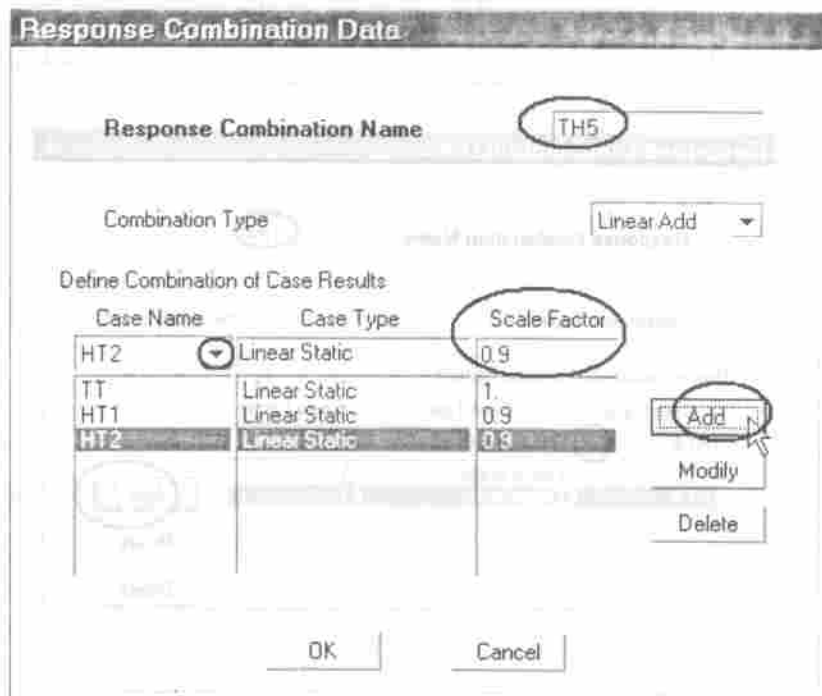 Response Combination Data
Response Combination Name TH5
Combination Type Linear Add
Define Combination of Case Results
Case Name Case Type Scale Factor
HT2 Linear Static 0.9
TT Linear Static 1.
HT1 Linear Static 0.9
HT2 Linear Static 0.9
Add
Modify
Delete
OK Cancel